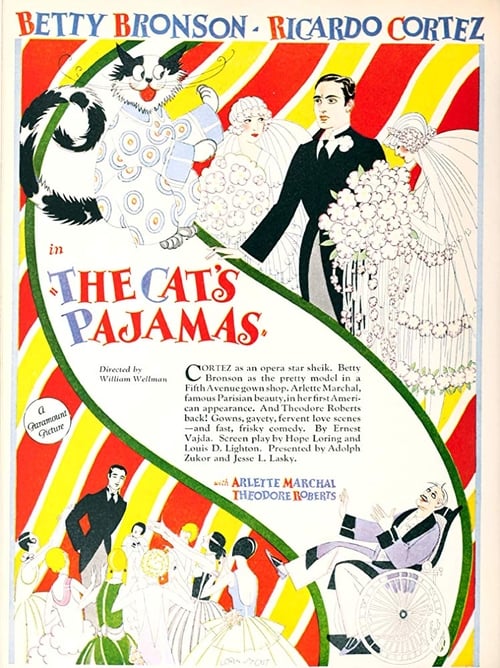 BETTY BRONSON - RICARDO CORTEZ
in
"THE CAT'S
PAJAMAS"
Directed by
William Wellman
CORTEZ as an opera star sheik. Betty
Bronson as the pretty model in a
Fifth Avenue gown shop. Arlette Marchal,
famous Parisian beauty, in her first Ameri-
can appearance. And Theodore Roberts
back! Gowns, gayety, fervent love scenes
—and fast, frisky comedy. By Ernest
Vajda. Screen play by Hope Loring and
Louis D. Lighton. Presented by Adolph
Zukor and Jesse L. Lasky.
A
Paramount
Picture
with ARLETTE MARCHAL
THEODORE ROBERTS